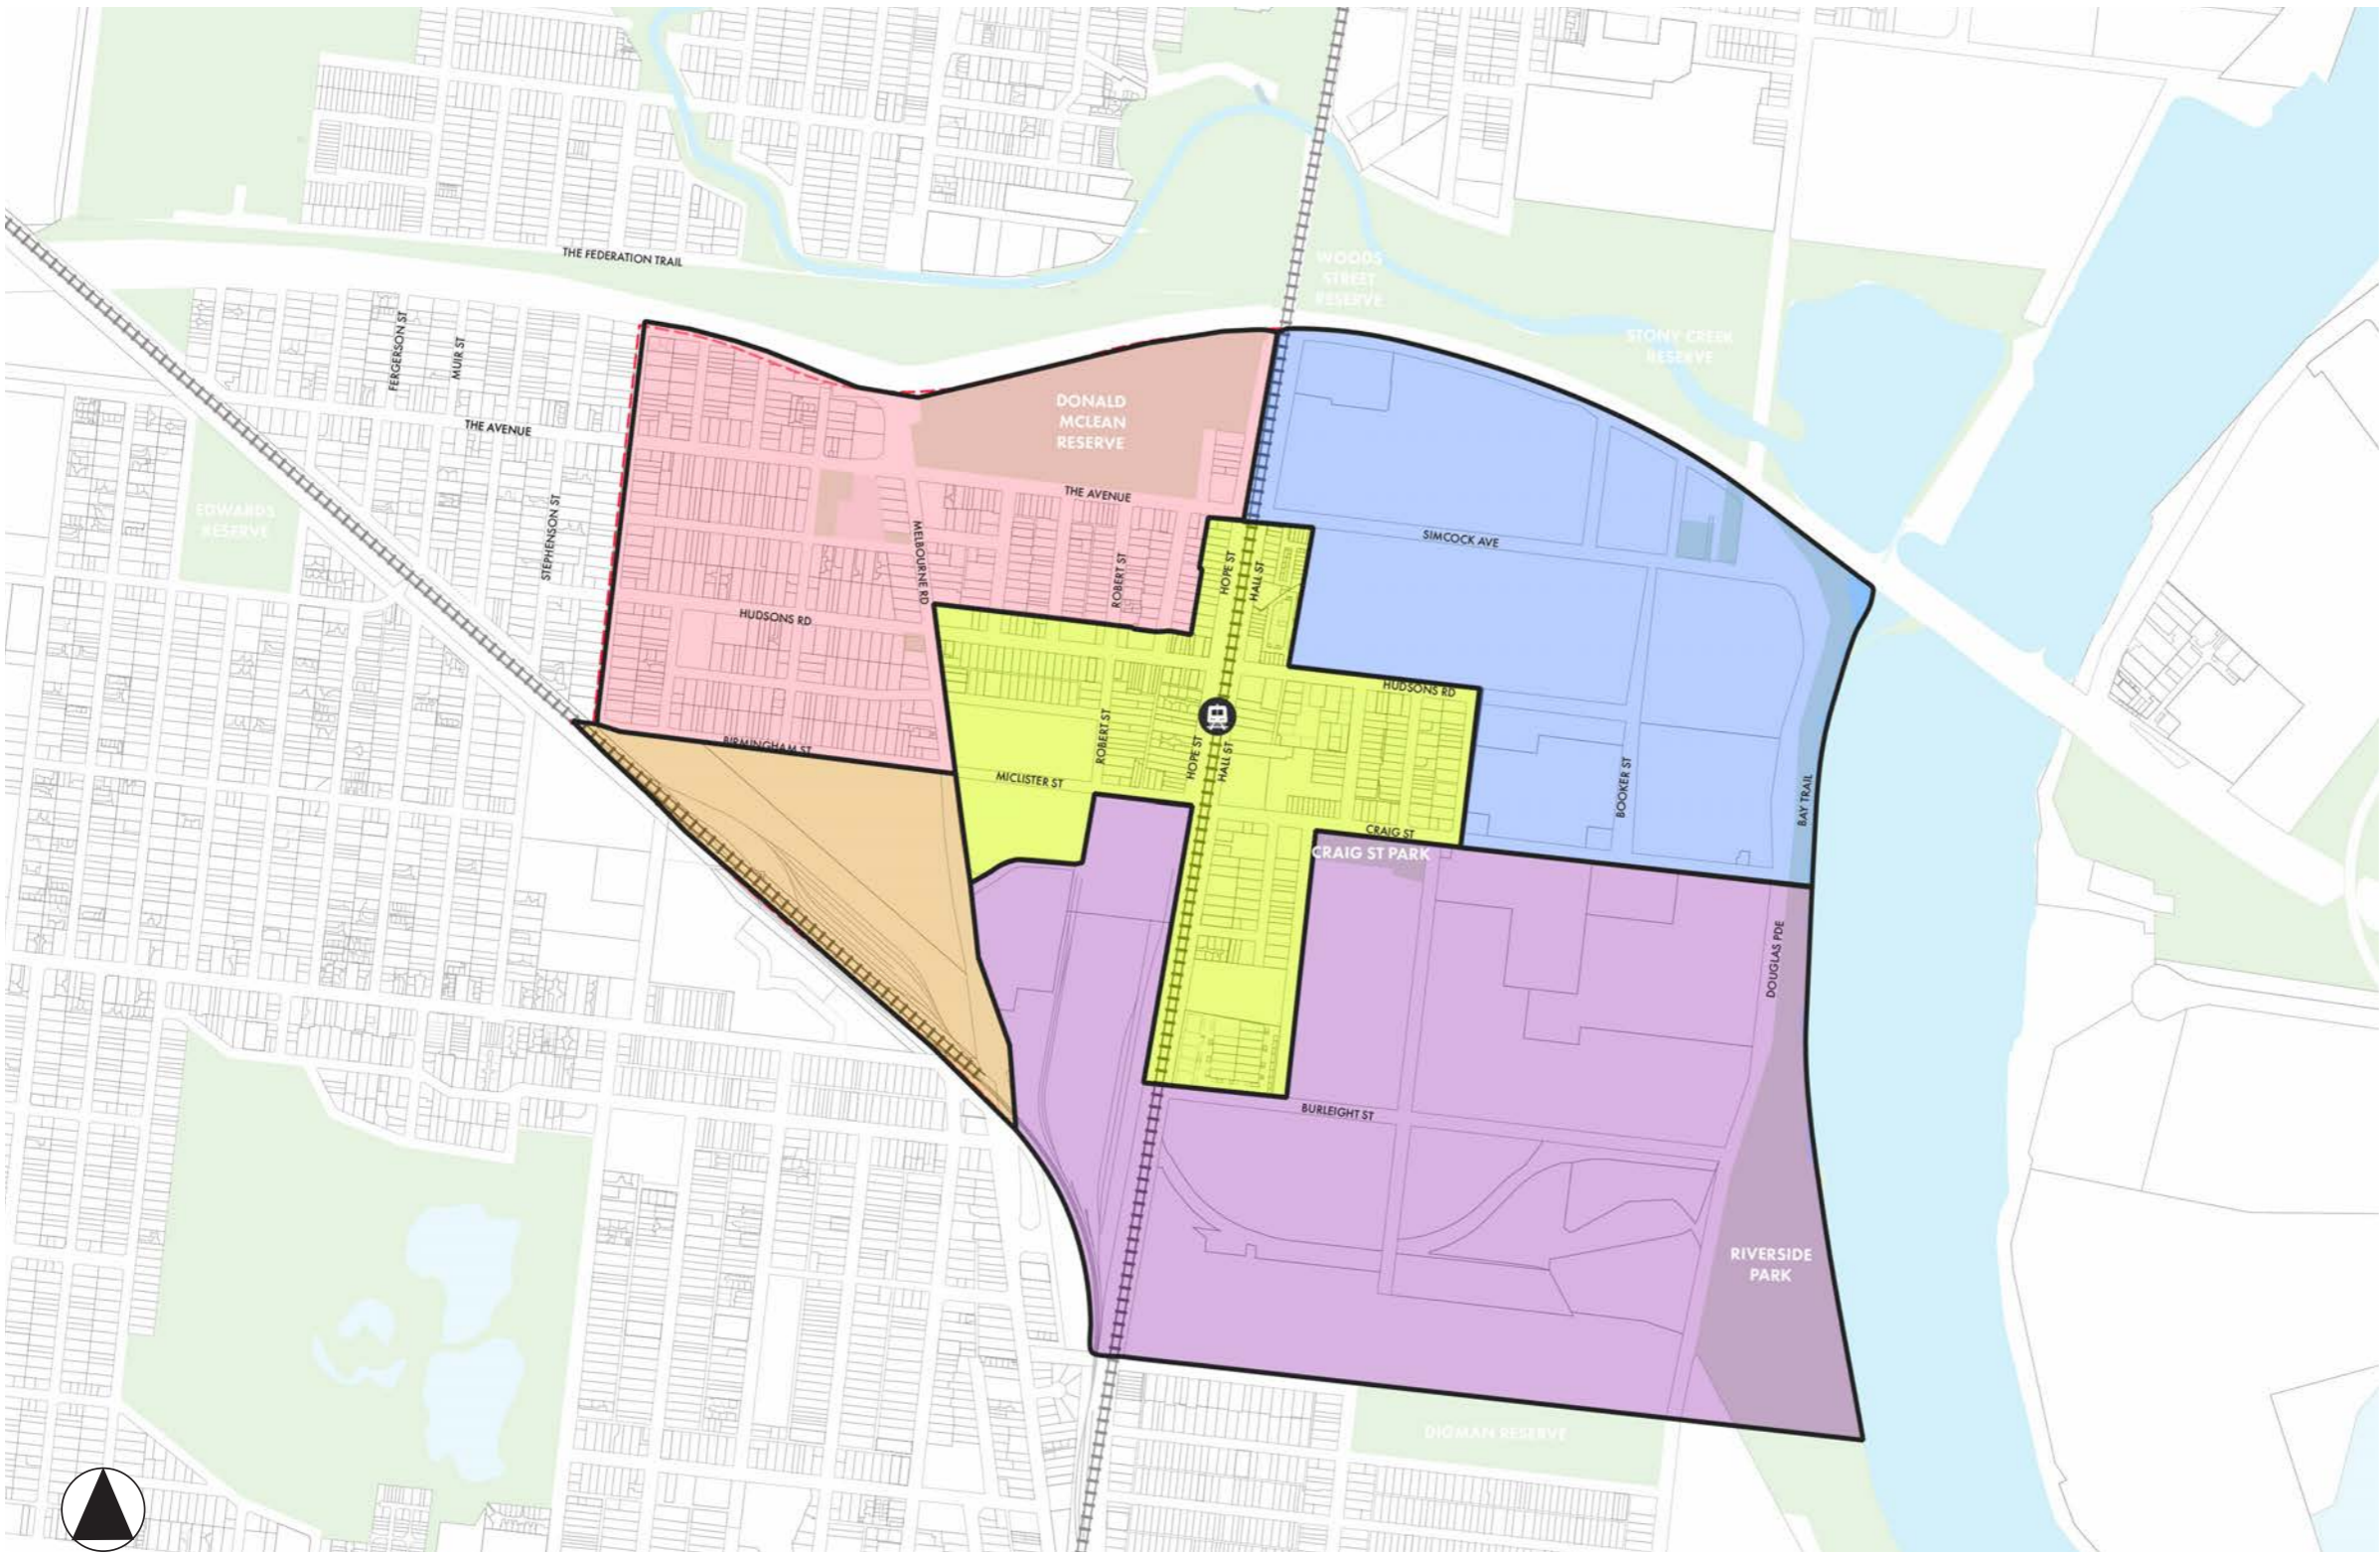 THE FEDERATION TRAIL
WOODS
STREET
RESERVE
FERGERSON ST
MUIR ST
STONY CREEK
RESERVE
THE AVENUE
DONALD
MCLEAN
RESERVE
THE AVENUE
EDWARDS
RESERVE
STEPHENSON ST
MELBOURNE RD
ROBERT ST
HOPE ST
HALL ST
SIMCOCK AVE
HUDSONS RD
HUDSONS RD
BIRMINGHAM ST
ROBERT ST
HOPE ST
HALL ST
MICLISTER ST
BOOKER ST
BAY TRAIL
CRAIG ST
CRAIG ST PARK
DOUGLAS PDE
BURLEIGHT ST
RIVERSIDE
PARK
DIGMAN RESERVE